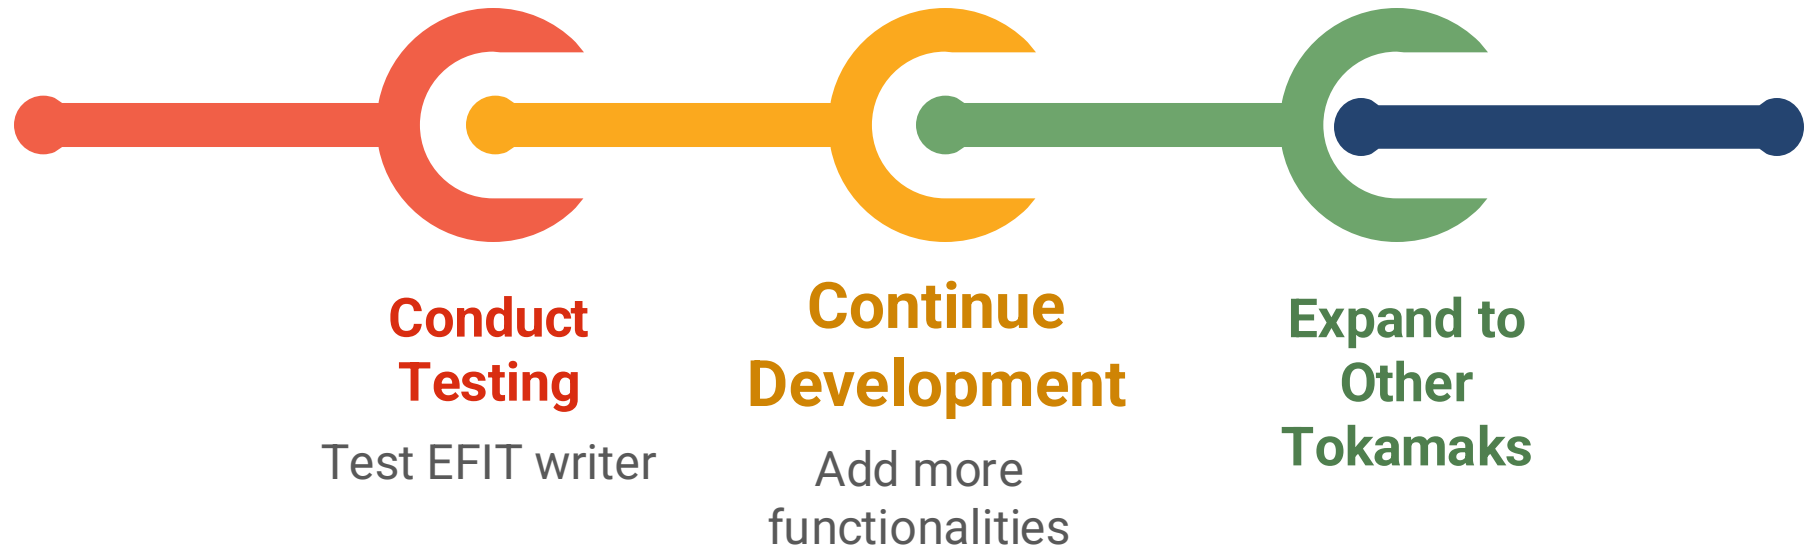 Conduct
Testing
Test EFIT writer
Continue
Development
Add more
functionalities
Expand to
Other
Tokamaks